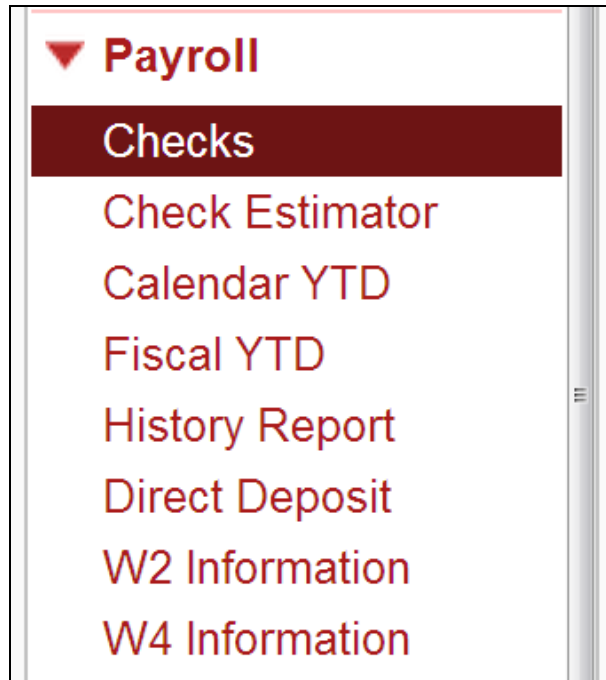 Payroll
Checks
Check Estimator
Calendar YTD
Fiscal YTD
History Report
Direct Deposit
W2 Information
W4 Information